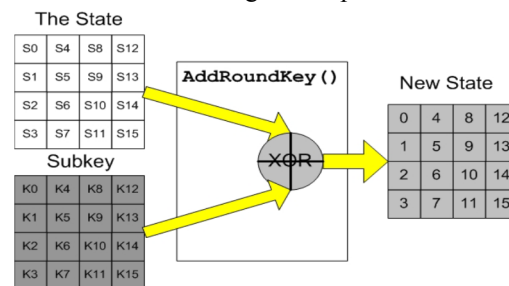 The State
S0 S4 S8 S12
S1 S5 S9 S13
S2 S6 S10 S14
S3 S7 S11 S15
Subkey
K0 K4 K8 K12
K1 K5 K9 K13
K2 K6 K10 K14
K3 K7 K11 K15
AddRoundKey()
XOR
New State
0 4 8 12
1 5 9 13
2 6 10 14
3 7 11 15